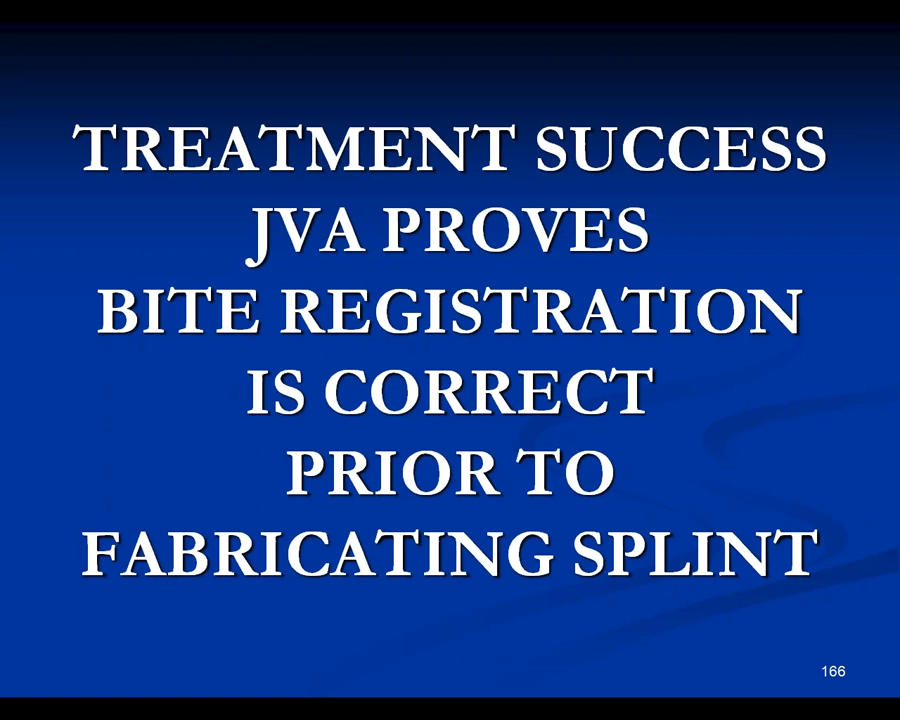 TREATMENT SUCCESS
JVA PROVES
BITE REGISTRATION
IS CORRECT
PRIOR TO
FABRICATING SPLINT
166